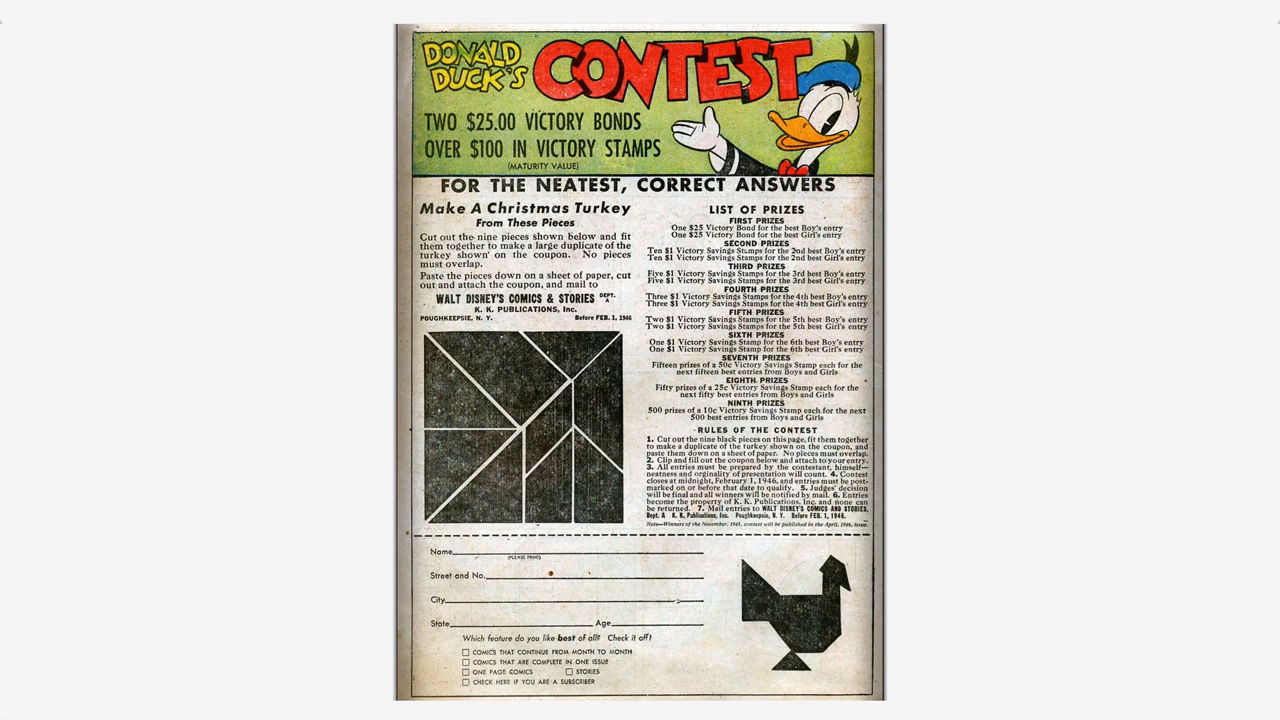 DONALD
DUCK'S
CONTEST
TWO $25.00 VICTORY BONDS
OVER $100 IN VICTORY STAMPS
(MATURITY VALUE)
FOR THE NEATEST, CORRECT ANSWERS
Make A Christmas Turkey
From These Pieces
Cut out the nine pieces shown below and fit
them together to make a large duplicate of the
turkey shown on the coupon. No pieces
must overlap.
Paste the pieces down on a sheet of paper, cut
out and attach the coupon, and mail to
WALT DISNEY'S COMICS & STORIES DEPT. A
K. K. PUBLICATIONS, Inc.
POUGHKEEPSIE, N. Y. Before FEB. 1, 1946
LIST OF PRIZES
FIRST PRIZES
One $25 Victory Bond for the best Boy's entry
One $25 Victory Bond for the best Girl's entry
SECOND PRIZES
Ten $1 Victory Savings Stamps for the 2nd best Boy's entry
Ten $1 Victory Savings Stamps for the 2nd best Girl's entry
THIRD PRIZES
Five $1 Victory Savings Stamps for the 3rd best Boy's entry
Five $1 Victory Savings Stamps for the 3rd best Girl's entry
FOURTH PRIZES
Three $1 Victory Savings Stamps for the 4th best Boy's entry
Three $1 Victory Savings Stamps for the 4th best Girl's entry
FIFTH PRIZES
Two $1 Victory Savings Stamps for the 5th best Boy's entry
Two $1 Victory Savings Stamps for the 5th best Girl's entry
SIXTH PRIZES
One $1 Victory Savings Stamp for the 6th best Boy's entry
One $1 Victory Savings Stamp for the 6th best Girl's entry
SEVENTH PRIZES
Fifteen prizes of a 50c Victory Savings Stamp each for the
next fifteen best entries from Boys and Girls
EIGHTH PRIZES
Fifty prizes of a 25c Victory Savings Stamp each for the
next fifty best entries from Boys and Girls
NINTH PRIZES
500 prizes of a 10c Victory Savings Stamp each for the next
500 best entries from Boys and Girls
RULES OF THE CONTEST
1. Cut out the nine black pieces on this page, fit them together
to make a duplicate of the turkey shown on the coupon, and
paste them down on a sheet of paper. No pieces must overlap.
2. Clip and fill out the coupon below and attach to your entry.
3. All entries must be prepared by the contestant, himself—
neatness and orginality of presentation will count. 4. Contest
closes at midnight, February 1, 1946, and entries must be post-
marked on or before that date to qualify. 5. Judges' decision
will be final and all winners will be notified by mail. 6. Entries
become the property of K. K. Publications, Inc. and none can
be returned. 7. Mail entries to WALT DISNEY'S COMICS AND STORIES,
Dept. A K. K. Publications, Inc. Poughkeepsie, N. Y. Before FEB. 1, 1946.
Note—Winners of the November, 1945, contest will be published in the April, 1946, issue.
Name
(PLEASE PRINT)
Street and No.
City
State Age
Which feature do you like best of all? Check it off!
COMICS THAT CONTINUE FROM MONTH TO MONTH
COMICS THAT ARE COMPLETE IN ONE ISSUE
ONE PAGE COMICS STORIES
CHECK HERE IF YOU ARE A SUBSCRIBER